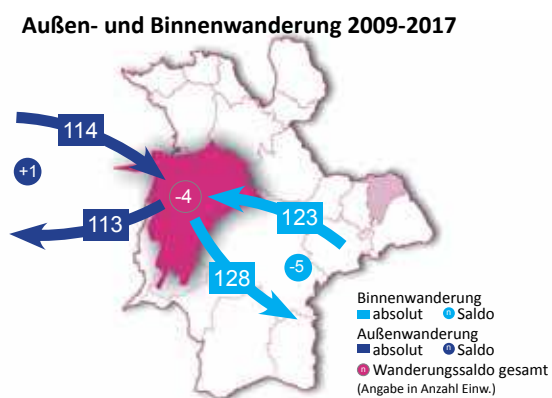 Außen- und Binnenwanderung 2009-2017
114
+1
-4
113
123
-5
128
Binnenwanderung
absolut n Saldo
Außenwanderung
absolut n Saldo
n Wanderungssaldo gesamt
(Angabe in Anzahl Einw.)